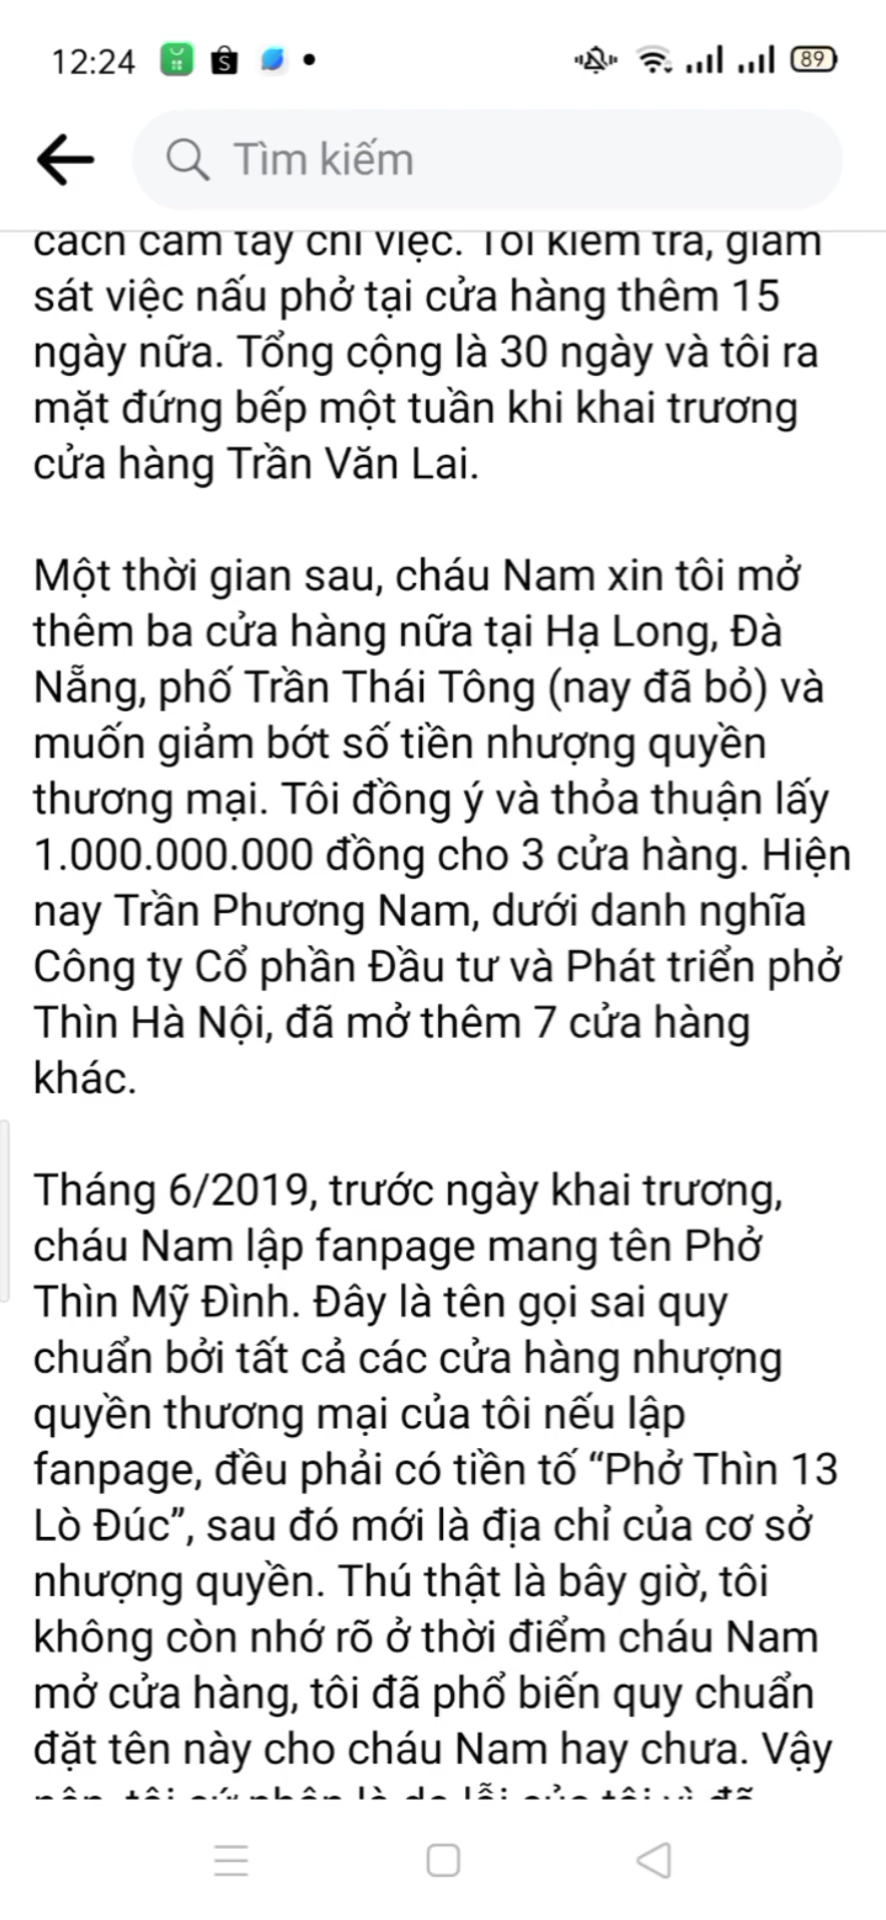 12:24
89
Tìm kiếm
cách cầm tay chỉ việc. Tôi kiểm tra, giám
sát việc nấu phở tại cửa hàng thêm 15
ngày nữa. Tổng cộng là 30 ngày và tôi ra
mặt đứng bếp một tuần khi khai trương
cửa hàng Trần Văn Lai.
Một thời gian sau, cháu Nam xin tôi mở
thêm ba cửa hàng nữa tại Hạ Long, Đà
Nẵng, phố Trần Thái Tông (nay đã bỏ) và
muốn giảm bớt số tiền nhượng quyền
thương mại. Tôi đồng ý và thỏa thuận lấy
1.000.000.000 đồng cho 3 cửa hàng. Hiện
nay Trần Phương Nam, dưới danh nghĩa
Công ty Cổ phần Đầu tư và Phát triển phở
Thìn Hà Nội, đã mở thêm 7 cửa hàng
khác.
Tháng 6/2019, trước ngày khai trương,
cháu Nam lập fanpage mang tên Phở
Thìn Mỹ Đình. Đây là tên gọi sai quy
chuẩn bởi tất cả các cửa hàng nhượng
quyền thương mại của tôi nếu lập
fanpage, đều phải có tiền tố “Phở Thìn 13
Lò Đúc”, sau đó mới là địa chỉ của cơ sở
nhượng quyền. Thú thật là bây giờ, tôi
không còn nhớ rõ ở thời điểm cháu Nam
mở cửa hàng, tôi đã phổ biến quy chuẩn
đặt tên này cho cháu Nam hay chưa. Vậy